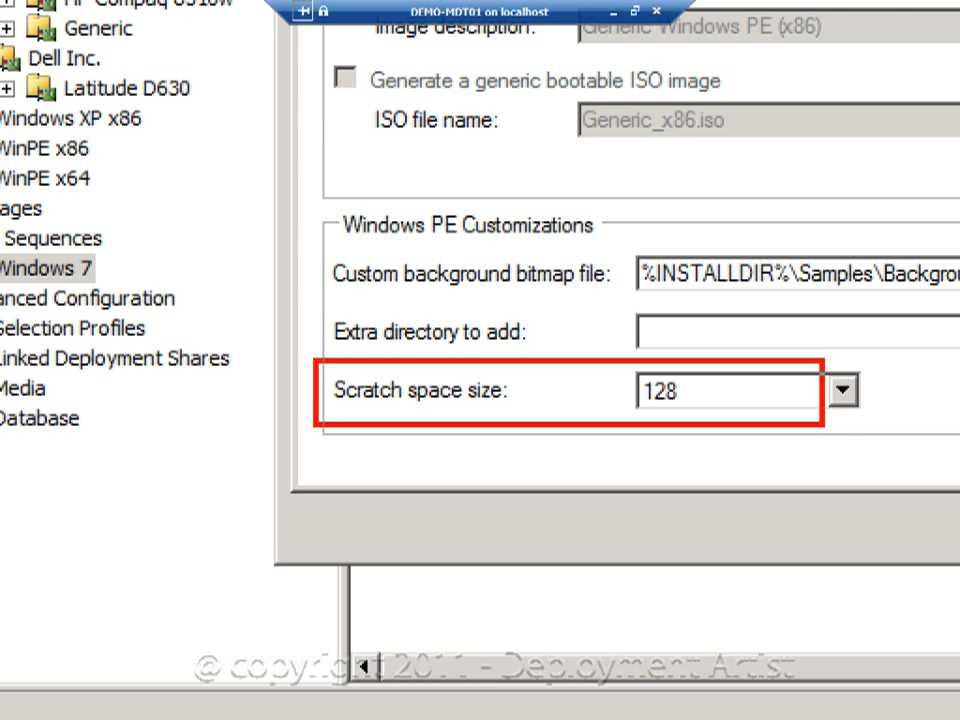 HP Compaq 6510w
Generic
Dell Inc.
Latitude D630
Windows XP x86
WinPE x86
WinPE x64
ages
Sequences
Windows 7
anced Configuration
Selection Profiles
Linked Deployment Shares
Media
Database
DEMO-MDT01 on localhost
Image description: Generic Windows PE (x86)
Generate a generic bootable ISO image
ISO file name: Generic_x86.iso
Windows PE Customizations
Custom background bitmap file: %INSTALLDIR%\Samples\Backgrou
Extra directory to add:
Scratch space size: 128
@ copyright 2011 - Deployment Artist